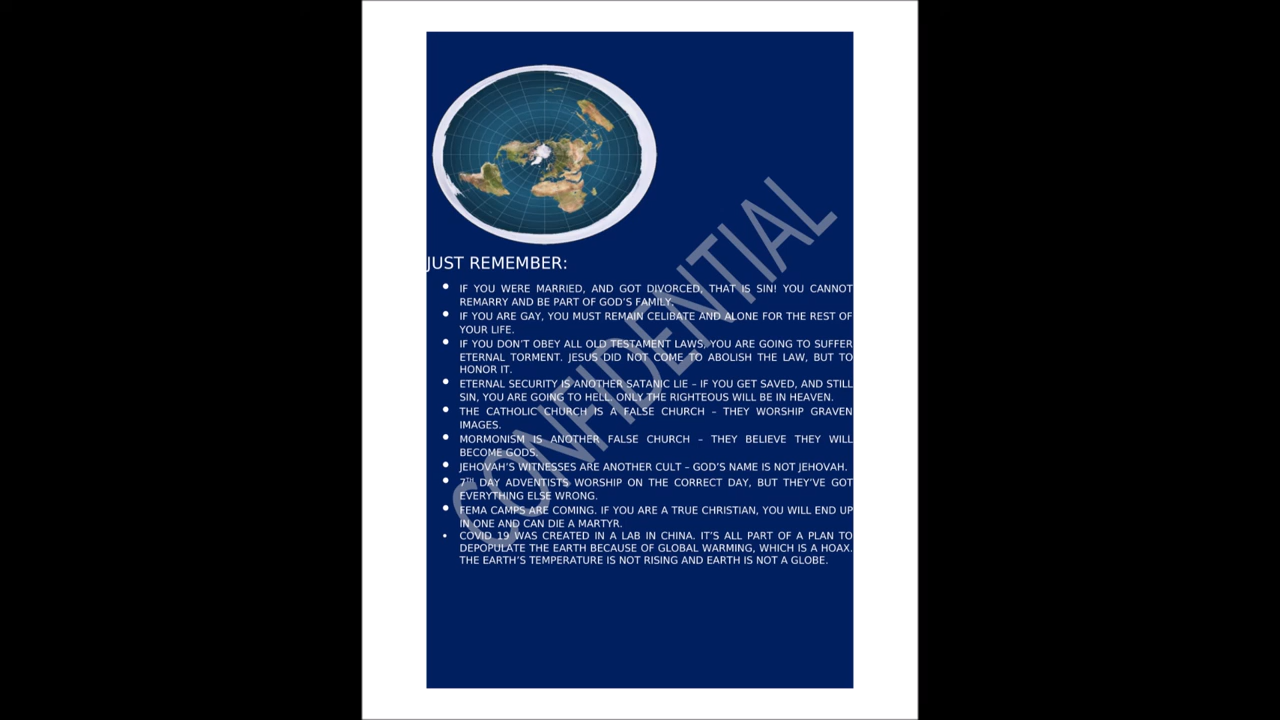 JUST REMEMBER:
• IF YOU WERE MARRIED, AND GOT DIVORCED, THAT IS SIN! YOU CANNOT
REMARRY AND BE PART OF GOD'S FAMILY.
• IF YOU ARE GAY, YOU MUST REMAIN CELIBATE AND ALONE FOR THE REST OF
YOUR LIFE.
• IF YOU DON'T OBEY ALL OLD TESTAMENT LAWS, YOU ARE GOING TO SUFFER
ETERNAL TORMENT. JESUS DID NOT COME TO ABOLISH THE LAW, BUT TO
HONOR IT.
• ETERNAL SECURITY IS ANOTHER SATANIC LIE – IF YOU GET SAVED, AND STILL
SIN, YOU ARE GOING TO HELL. ONLY THE RIGHTEOUS WILL BE IN HEAVEN.
• THE CATHOLIC CHURCH IS A FALSE CHURCH – THEY WORSHIP GRAVEN
IMAGES.
• MORMONISM IS ANOTHER FALSE CHURCH – THEY BELIEVE THEY WILL
BECOME GODS.
• JEHOVAH'S WITNESSES ARE ANOTHER CULT – GOD'S NAME IS NOT JEHOVAH.
• 7TH DAY ADVENTISTS WORSHIP ON THE CORRECT DAY, BUT THEY'VE GOT
EVERYTHING ELSE WRONG.
• FEMA CAMPS ARE COMING. IF YOU ARE A TRUE CHRISTIAN, YOU WILL END UP
IN ONE AND CAN DIE A MARTYR.
• COVID 19 WAS CREATED IN A LAB IN CHINA. IT'S ALL PART OF A PLAN TO
DEPOPULATE THE EARTH BECAUSE OF GLOBAL WARMING, WHICH IS A HOAX.
THE EARTH'S TEMPERATURE IS NOT RISING AND EARTH IS NOT A GLOBE.
CONFIDENTIAL